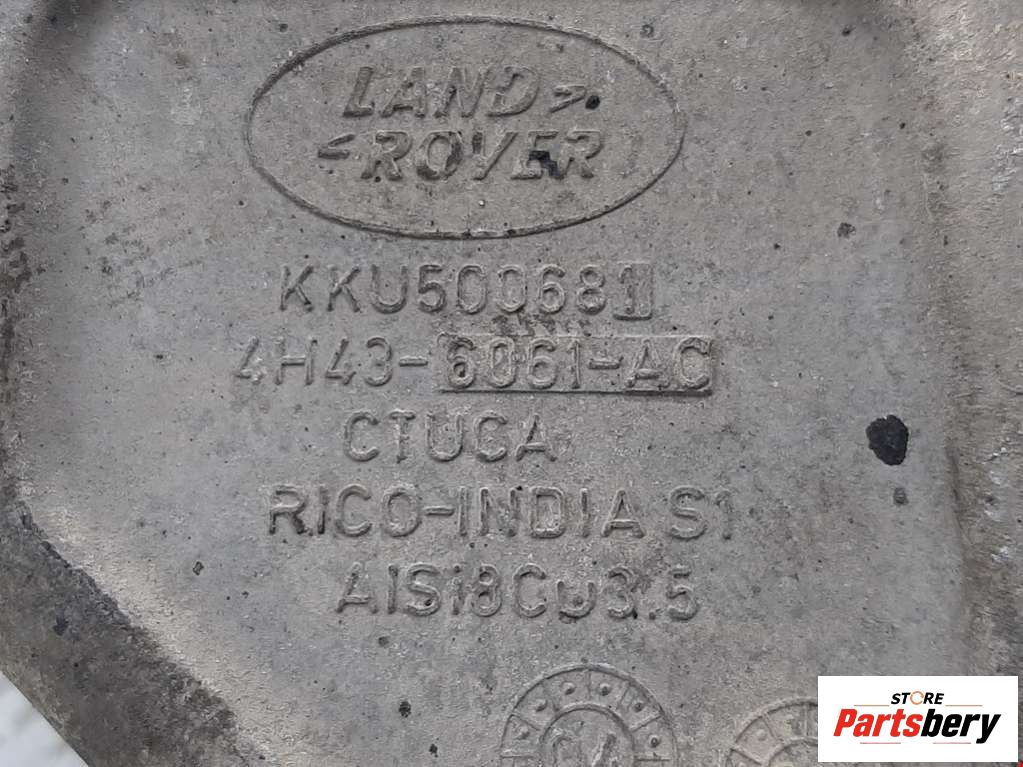 LAND
ROVER
KKU500681
4H43-6061-AC
CTUCA
RICO-INDIA S1
AlSi8Cu3.5
STORE
Partsbery